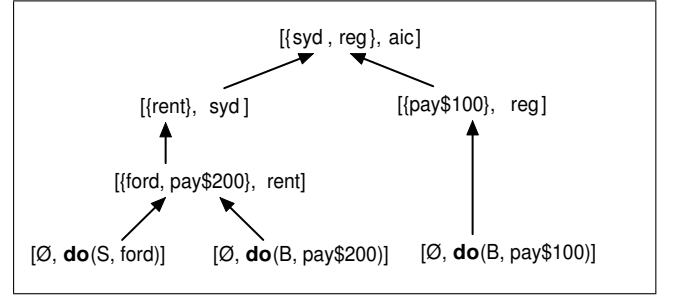 [{syd , reg}, aic]
[{rent}, syd ]
[{pay$100}, reg]
[{ford, pay$200}, rent]
[Ø, do(S, ford)]
[Ø, do(B, pay$200)]
[Ø, do(B, pay$100)]